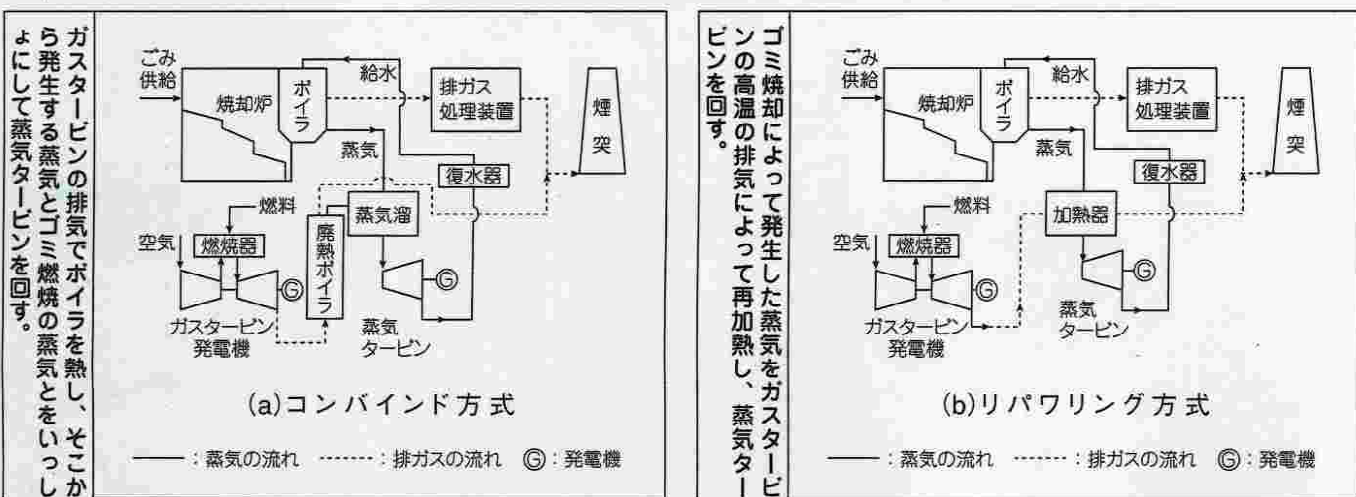 ガスタービンの排気でボイラを熱し、そこか
ら発生する蒸気とゴミ燃焼の蒸気とをいっし
ょにして蒸気タービンを回す。
ごみ
供給
焼却炉
ボイラ
給水
排ガス
処理装置
煙突
蒸気
復水器
燃料
蒸気溜
空気
燃焼器
廃熱ボイラ
G
G
ガスタービン
発電機
蒸気
タービン
(a)コンバインド方式
:蒸気の流れ :排ガスの流れ G:発電機
ゴミ焼却によって発生した蒸気をガスタービ
ンの高温の排気によって再加熱し、蒸気ター
ビンを回す。
ごみ
供給
焼却炉
ボイラ
給水
排ガス
処理装置
煙突
蒸気
復水器
燃料
加熱器
空気
燃焼器
G
G
ガスタービン
発電機
蒸気
タービン
(b)リパワリング方式
:蒸気の流れ :排ガスの流れ G:発電機